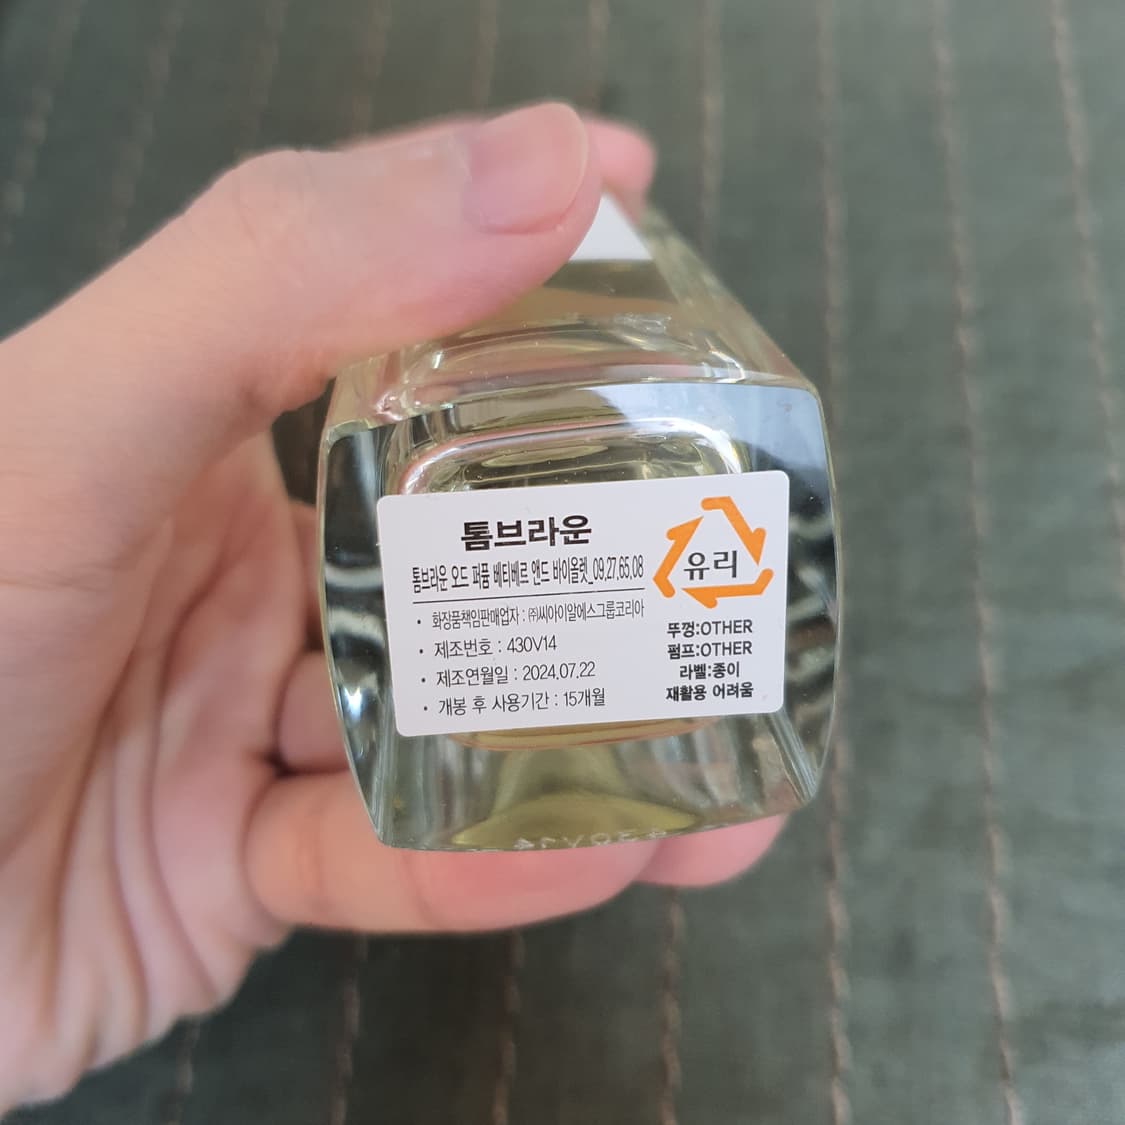 톰브라운
톰브라운 오드 퍼퓸 베티베르 앤드 바이올렛_09.27.65.08
• 화장품책임판매업자 : ㈜씨아이알에스그룹코리아
• 제조번호 : 430V14
• 제조연월일 : 2024.07.22
• 개봉 후 사용기간 : 15개월
유리
뚜껑:OTHER
펌프:OTHER
라벨:종이
재활용 어려움
430V14